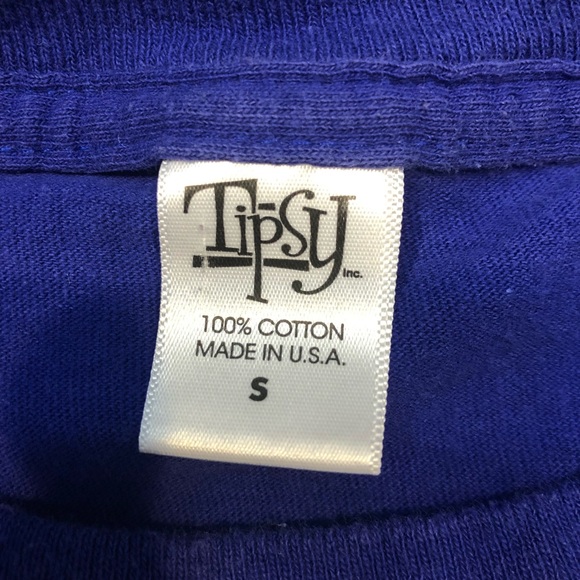 Tipsy Inc.
100% COTTON
MADE IN U.S.A.
S